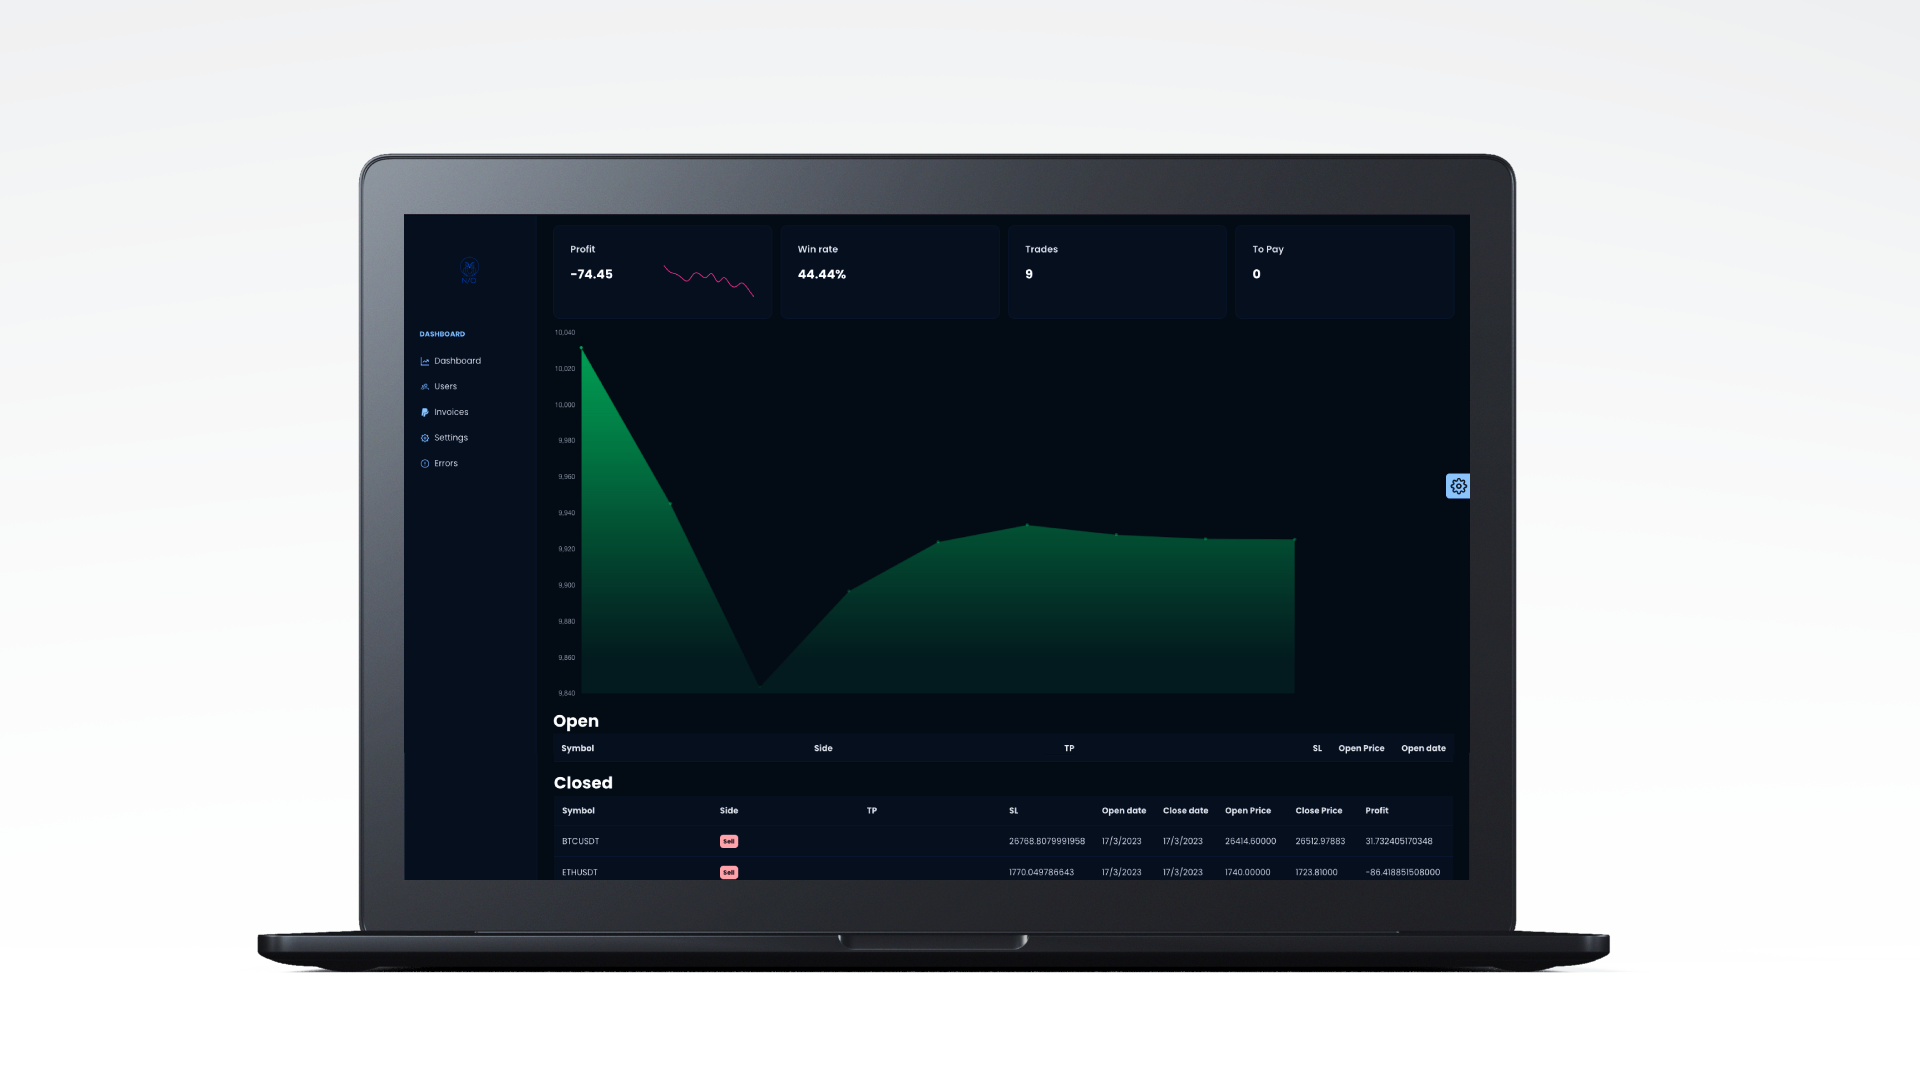 Profit
-74.45
Win rate
44.44%
Trades
9
To Pay
0
DASHBOARD
Dashboard
Users
Invoices
Settings
Errors
10,040
10,020
10,000
9,980
9,960
9,940
9,920
9,900
9,880
9,860
9,840
Open
Symbol Side TP SL Open Price Open date
Closed
Symbol Side TP SL Open date Close date Open Price Close Price Profit
BTCUSDT Sell 26768.8079991958 17/3/2023 17/3/2023 26414.60000 26512.97883 31.732405170348
ETHUSDT Sell 1770.049786643 17/3/2023 17/3/2023 1740.00000 1723.81000 -86.418851508000